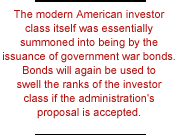 The modern American investor
class itself was essentially
summoned into being by the
issuance of government war bonds.
Bonds will again be used to
swell the ranks of the investor
class if the administration's
proposal is accepted.